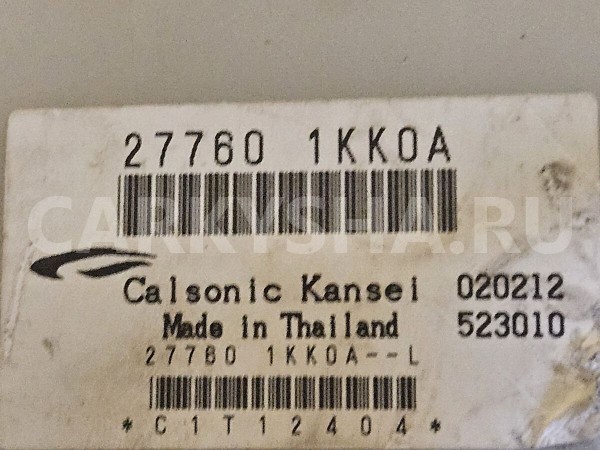 27760 1KK0A
CARKYSHA.RU
Calsonic Kansei 020212
Made in Thailand 523010
27760 1KK0A--L
*C1T12404*